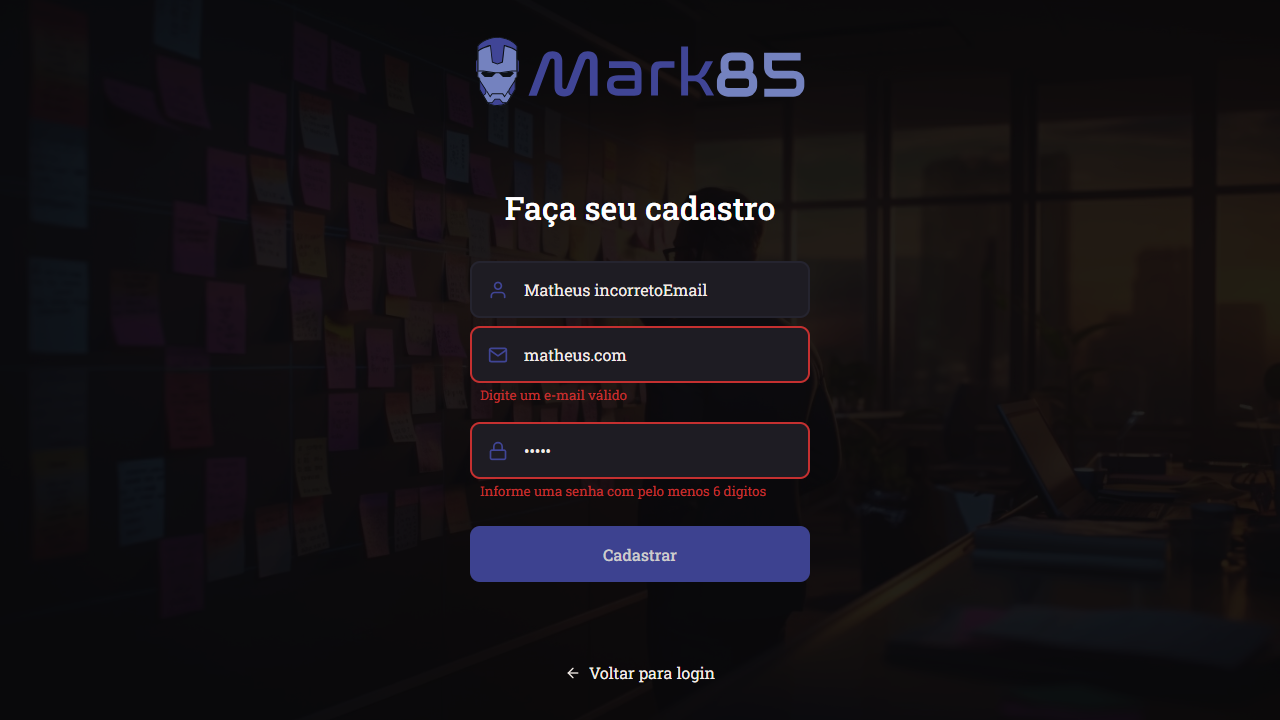 Mark85
Faça seu cadastro
Matheus incorretoEmail
matheus.com
Digite um e-mail válido
•••••
Informe uma senha com pelo menos 6 digitos
Cadastrar
Voltar para login